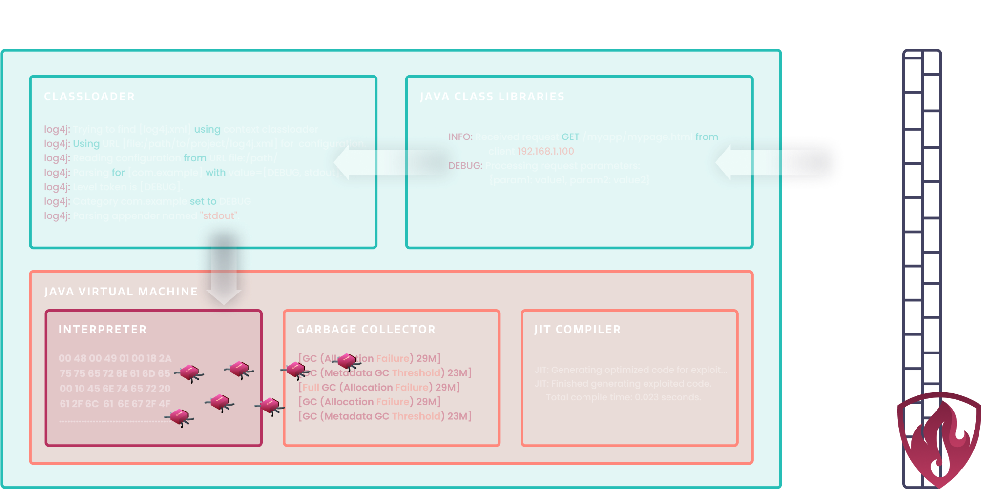 CLASSLOADER
log4j: Trying to find [log4j.xml] using context classloader
log4j: Using URL [file:/path/to/project/log4j.xml] for configuration.
log4j: Reading configuration from URL file:/path/
log4j: Parsing for [com.example] with value=[DEBUG, stdout]
log4j: Level token is [DEBUG].
log4j: Category com.example set to DEBUG
log4j: Parsing appender named "stdout"
JAVA CLASS LIBRARIES
INFO: Received request GET /myapp/mypage.html from
client 192.168.1.100
DEBUG: Processing request parameters:
{param1: value1, param2: value2}
JAVA VIRTUAL MACHINE
INTERPRETER
00 48 00 49 01 00 18 2A
75 75 65 72 6E 61 6D 65
00 10 45 6E 74 65 72 20
61 2F 6C 61 6E 67 2F 4F
GARBAGE COLLECTOR
[GC (Allocation Failure) 29M]
[GC (Metadata GC Threshold) 23M]
[Full GC (Allocation Failure) 29M]
[GC (Allocation Failure) 29M]
[GC (Metadata GC Threshold) 23M]
JIT COMPILER
JIT: Generating optimized code for exploit...
JIT: Finished generating exploited code.
Total compile time: 0.023 seconds.